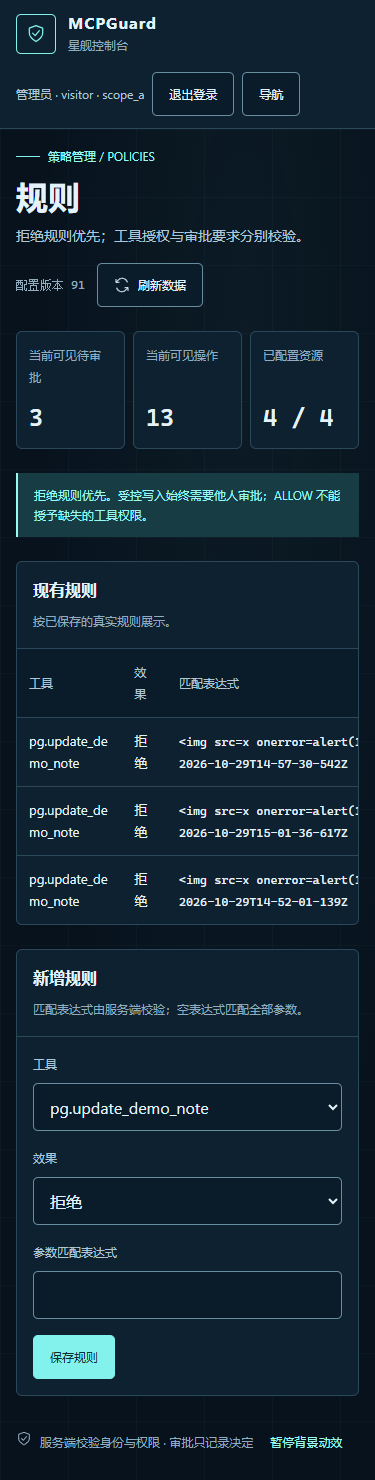 MCPGuard
星舰控制台
管理员 · visitor · scope_a
退出登录
导航
策略管理 / POLICIES
规则
拒绝规则优先；工具授权与审批要求分别校验。
配置版本 91
刷新数据
当前可见待审
批
3
当前可见操作
13
已配置资源
4 / 4
拒绝规则优先。受控写入始终需要他人审批；ALLOW 不能
授予缺失的工具权限。
现有规则
按已保存的真实规则展示。
工具
效
果
匹配表达式
pg.update_de
mo_note
拒
绝
<img src=x onerror=alert(1
2026-10-29T14-57-30-542Z
pg.update_de
mo_note
拒
绝
<img src=x onerror=alert(1
2026-10-29T15-01-36-617Z
pg.update_de
mo_note
拒
绝
<img src=x onerror=alert(1
2026-10-29T14-52-01-139Z
新增规则
匹配表达式由服务端校验；空表达式匹配全部参数。
工具
pg.update_demo_note
效果
拒绝
参数匹配表达式
保存规则
服务端校验身份与权限 · 审批只记录决定
暂停背景动效